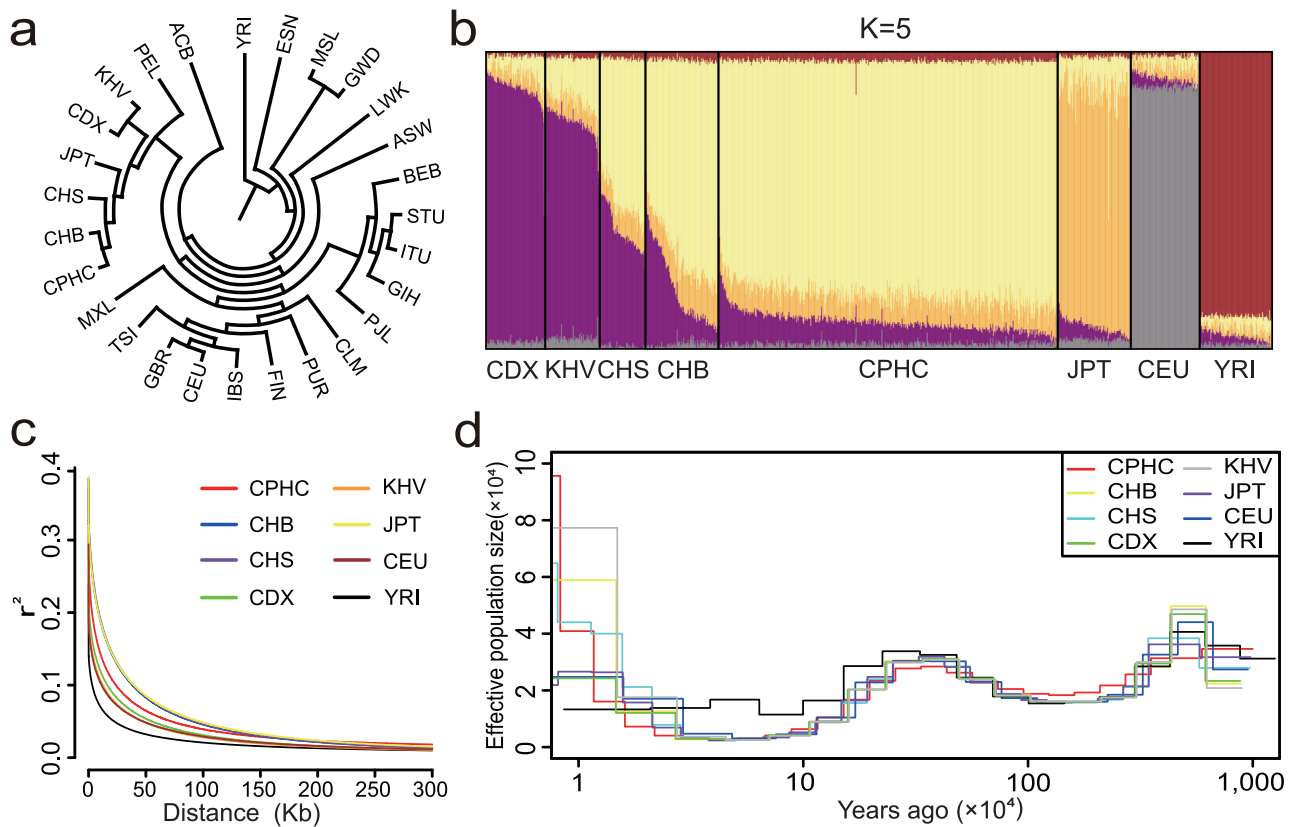 a
YRI
ESN
MSL
GWD
LWK
ASW
BEB
STU
ITU
GIH
PJL
CLM
PUR
FIN
IBS
CEU
GBR
TSI
MXL
CPHC
CHB
CHS
JPT
CDX
KHV
PEL
ACB
b
K=5
CDX KHV CHS CHB CPHC JPT CEU YRI
c
0.4
0.3
0.2
0.1
0.0
r²
CPHC KHV
CHB JPT
CHS CEU
CDX YRI
0 50 100 150 200 250 300
Distance (Kb)
d
10
8
6
4
2
0
Effective population size(×10⁴)
CPHC KHV
CHB JPT
CHS CEU
CDX YRI
1 10 100 1,000
Years ago (×10⁴)